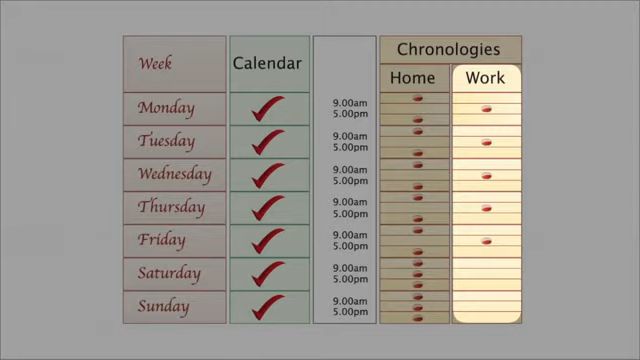 Week Calendar Chronologies
Home Work
Monday 9.00am
5.00pm
Tuesday 9.00am
5.00pm
Wednesday 9.00am
5.00pm
Thursday 9.00am
5.00pm
Friday 9.00am
5.00pm
Saturday 9.00am
5.00pm
Sunday 9.00am
5.00pm